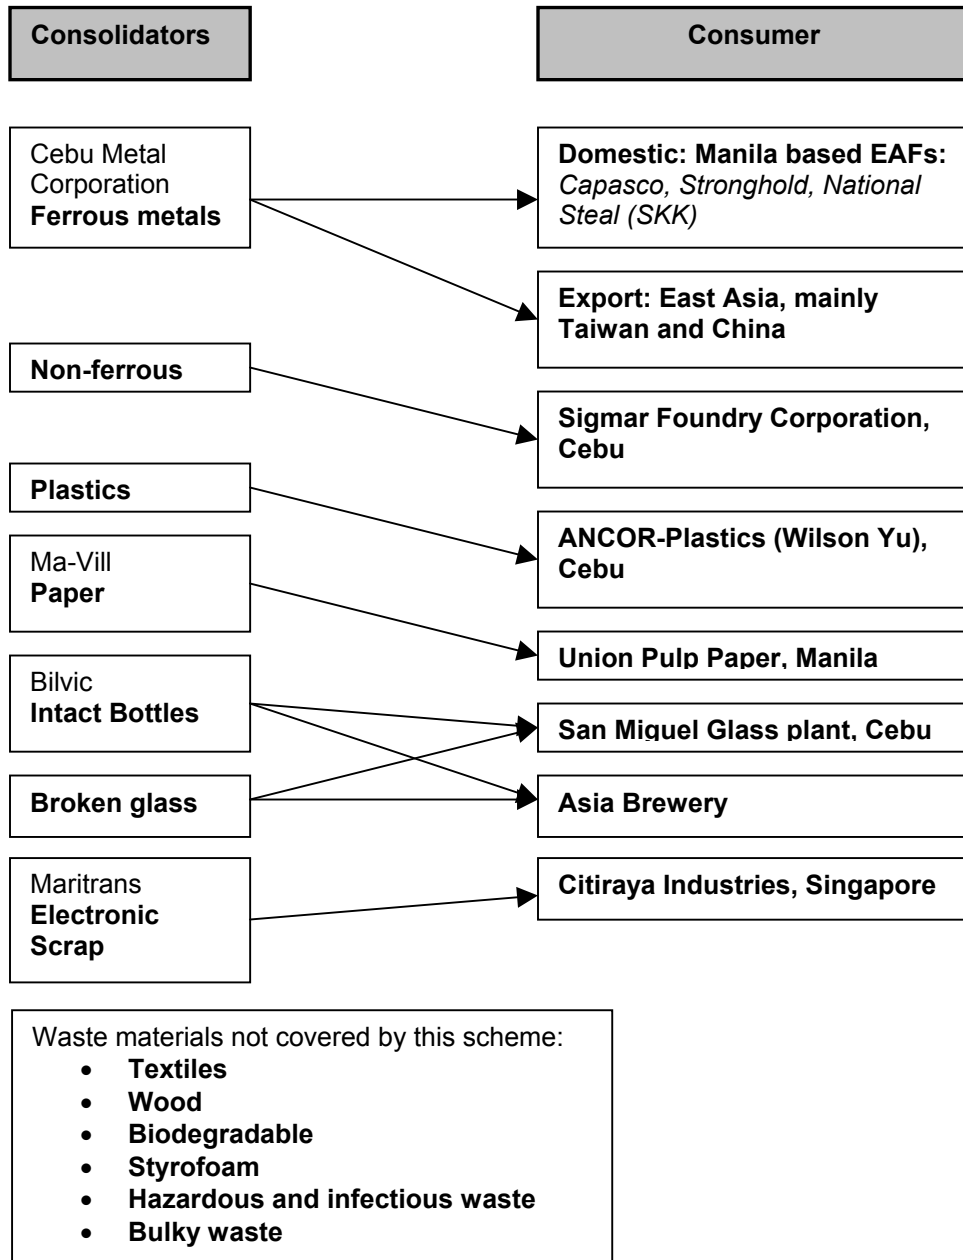 Consolidators
Consumer
Cebu Metal
Corporation
Ferrous metals
Domestic: Manila based EAFs:
Capasco, Stronghold, National
Steal (SKK)
Export: East Asia, mainly
Taiwan and China
Non-ferrous
Sigmar Foundry Corporation,
Cebu
Plastics
ANCOR-Plastics (Wilson Yu),
Cebu
Ma-Vill
Paper
Union Pulp Paper, Manila
Bilvic
Intact Bottles
San Miguel Glass plant, Cebu
Broken glass
Asia Brewery
Maritrans
Electronic
Scrap
Citiraya Industries, Singapore
Waste materials not covered by this scheme:
• Textiles
• Wood
• Biodegradable
• Styrofoam
• Hazardous and infectious waste
• Bulky waste